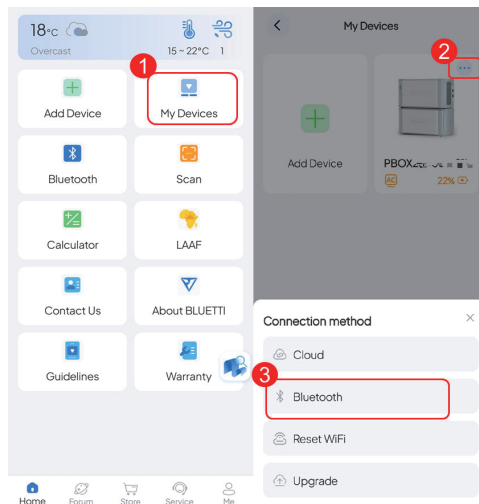 18°C
Overcast
15~22°C 1
1
Add Device
My Devices
Bluetooth
Scan
Calculator
LAAF
Contact Us
About BLUETTI
Guidelines
Warranty
Home
Forum
Store
Service
Me
My Devices
2
Add Device
PBOX
AC
22%
Connection method
Cloud
3
Bluetooth
Reset WiFi
Upgrade